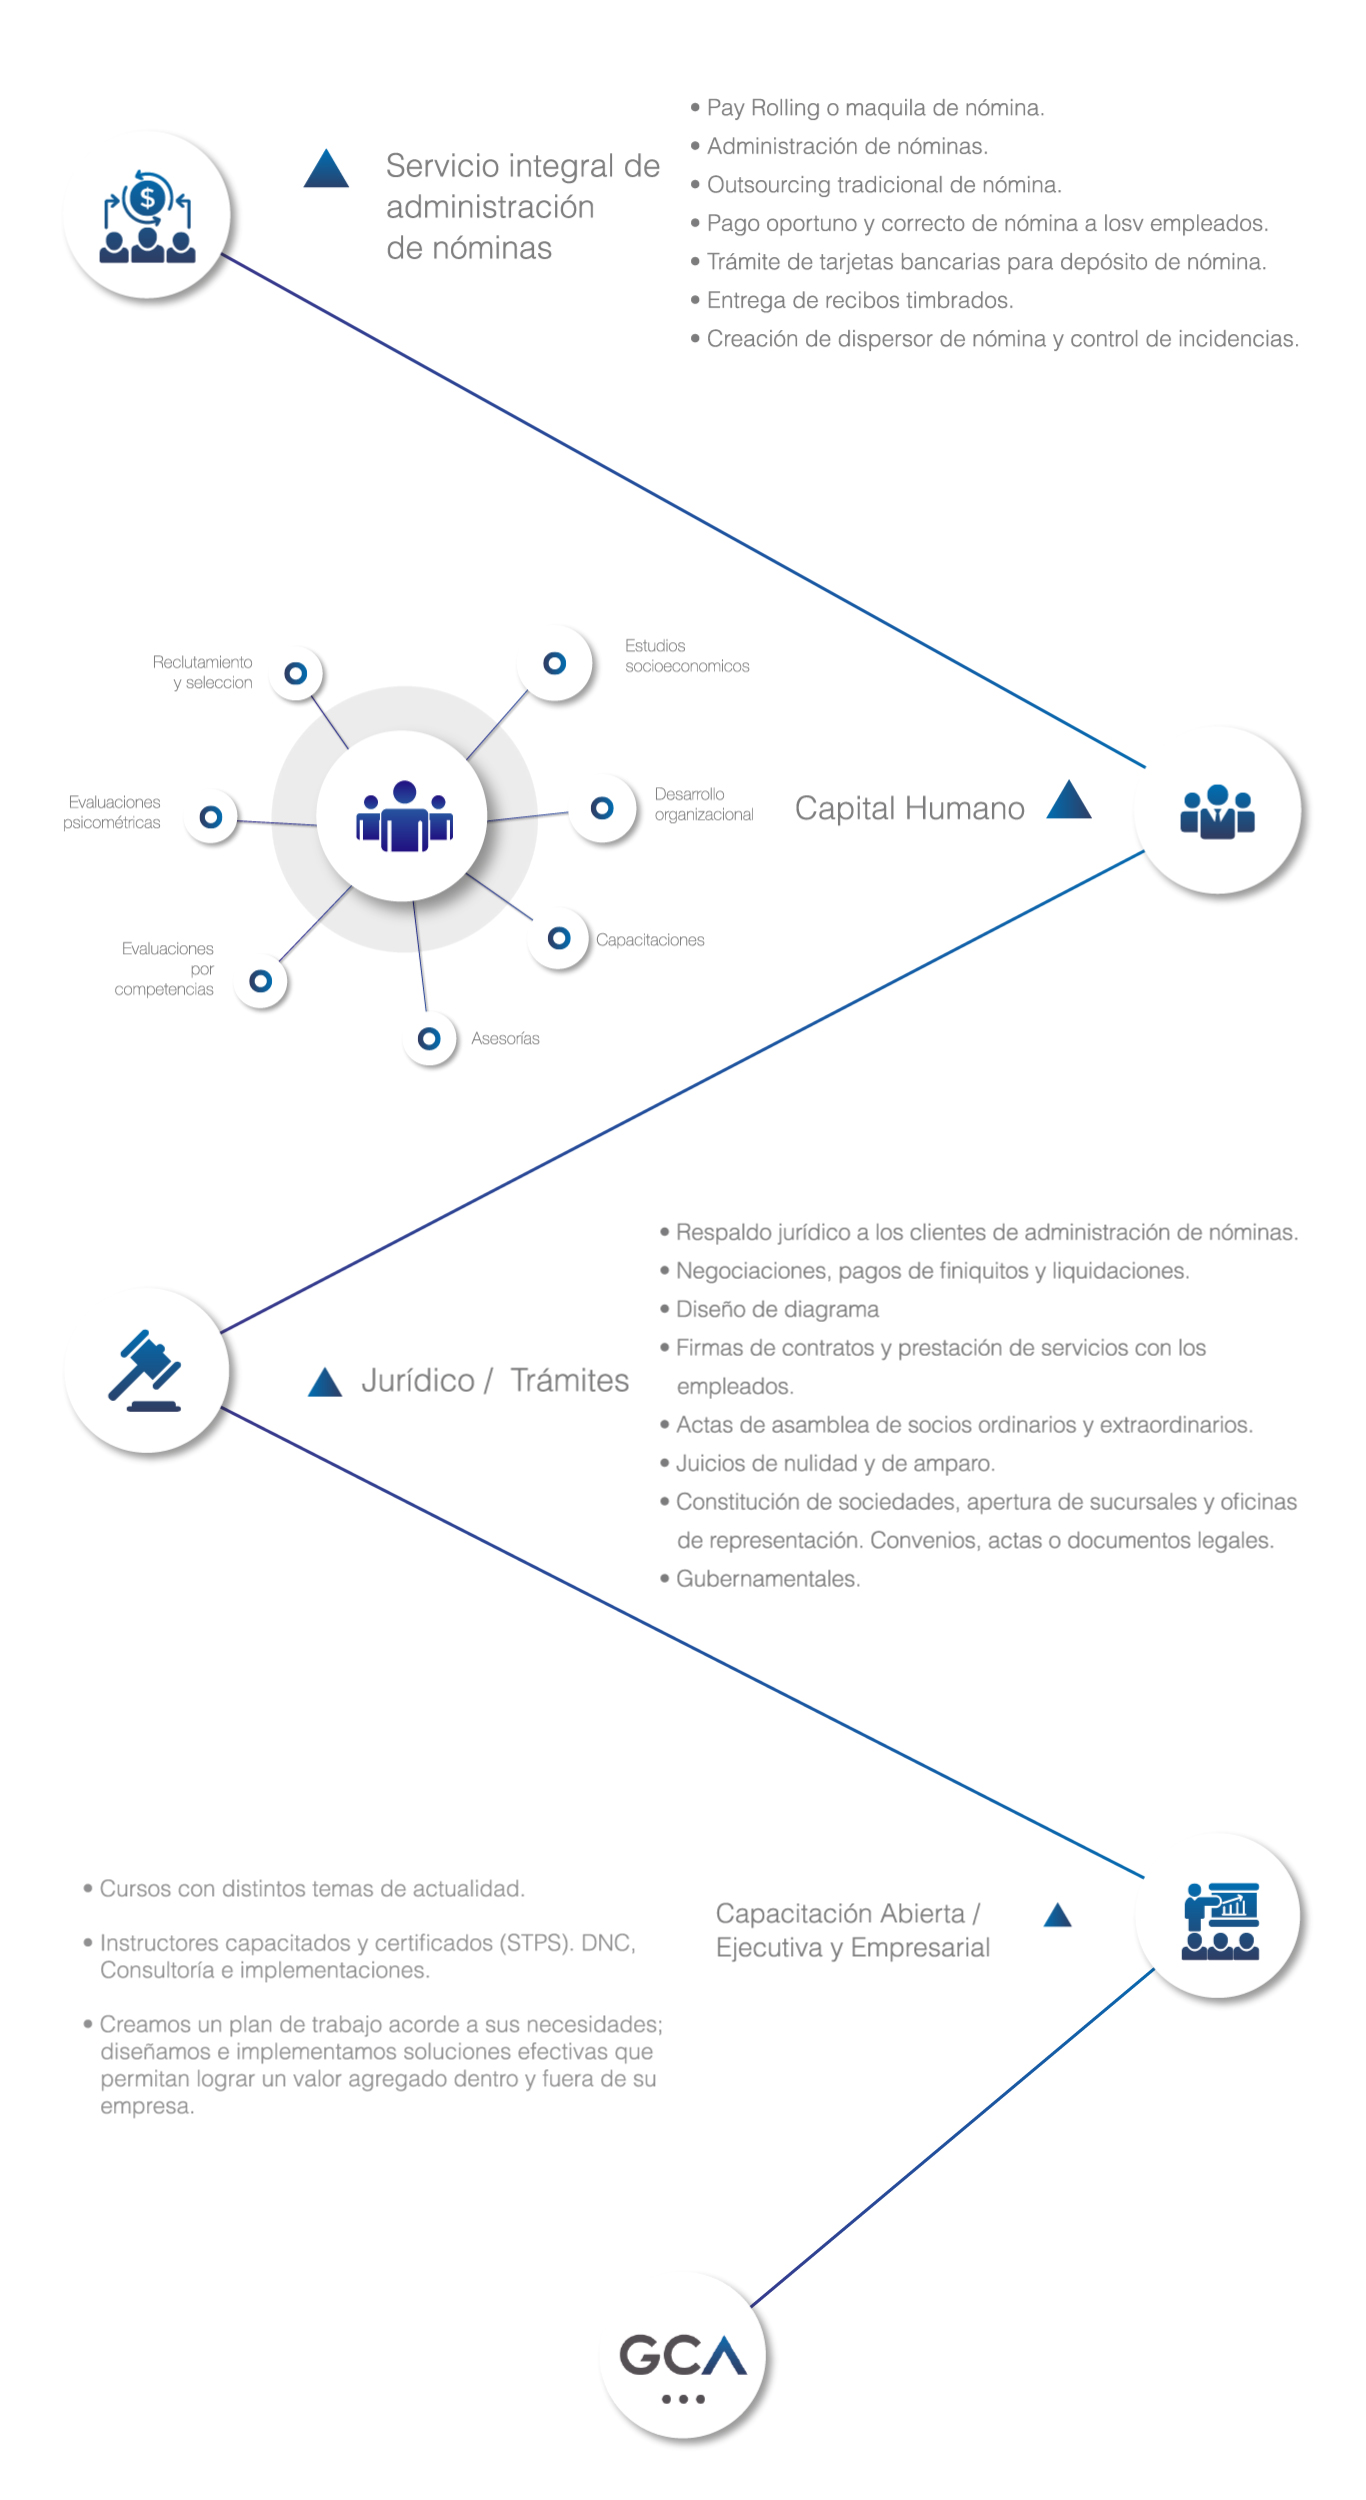 Servicio integral de
administración
de nóminas
• Pay Rolling o maquila de nómina.
• Administración de nóminas.
• Outsourcing tradicional de nómina.
• Pago oportuno y correcto de nómina a losv empleados.
• Trámite de tarjetas bancarias para depósito de nómina.
• Entrega de recibos timbrados.
• Creación de dispersor de nómina y control de incidencias.
Capital Humano
Reclutamiento
y seleccion
Estudios
socioeconomicos
Evaluaciones
psicométricas
Desarrollo
organizacional
Evaluaciones
por
competencias
Capacitaciones
Asesorías
Jurídico / Trámites
• Respaldo jurídico a los clientes de administración de nóminas.
• Negociaciones, pagos de finiquitos y liquidaciones.
• Diseño de diagrama
• Firmas de contratos y prestación de servicios con los
empleados.
• Actas de asamblea de socios ordinarios y extraordinarios.
• Juicios de nulidad y de amparo.
• Constitución de sociedades, apertura de sucursales y oficinas
de representación. Convenios, actas o documentos legales.
• Gubernamentales.
Capacitación Abierta /
Ejecutiva y Empresarial
• Cursos con distintos temas de actualidad.
• Instructores capacitados y certificados (STPS). DNC,
Consultoría e implementaciones.
• Creamos un plan de trabajo acorde a sus necesidades;
diseñamos e implementamos soluciones efectivas que
permitan lograr un valor agregado dentro y fuera de su
empresa.
GCA